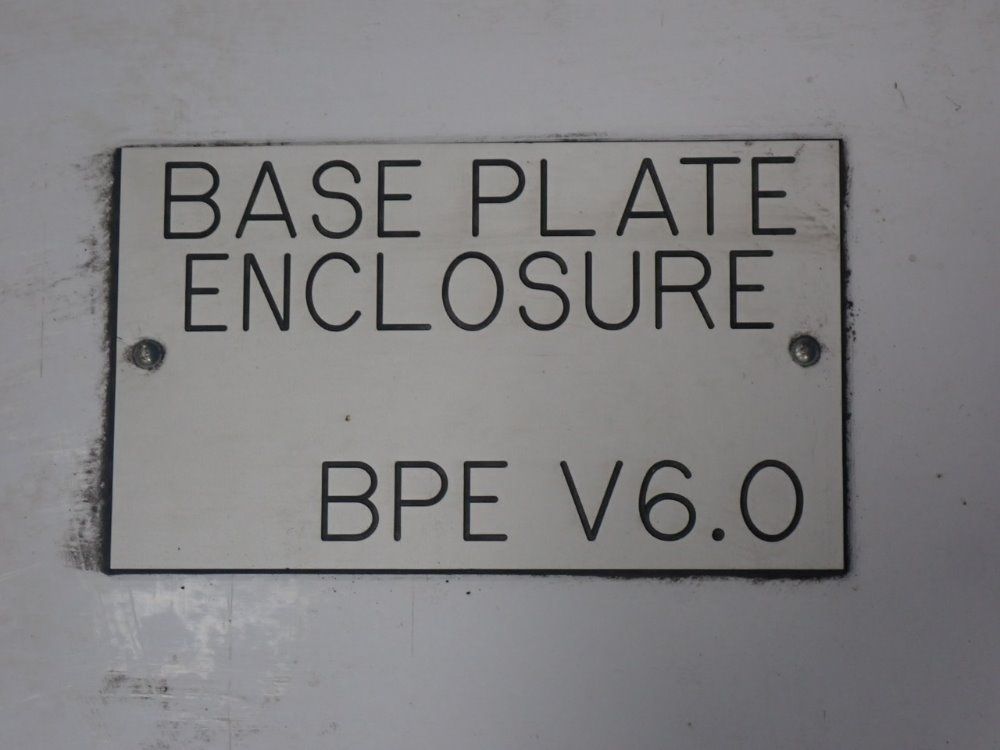 BASE PLATE
ENCLOSURE
BPE V6.0